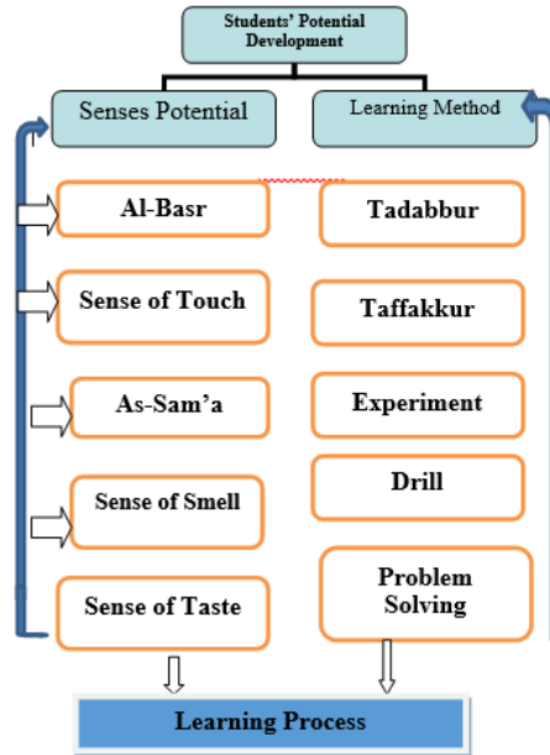 Students' Potential
Development
Senses Potential
Learning Method
Al-Basr
Tadabbur
Sense of Touch
Taffakkur
As-Sam'a
Experiment
Sense of Smell
Drill
Sense of Taste
Problem
Solving
Learning Process